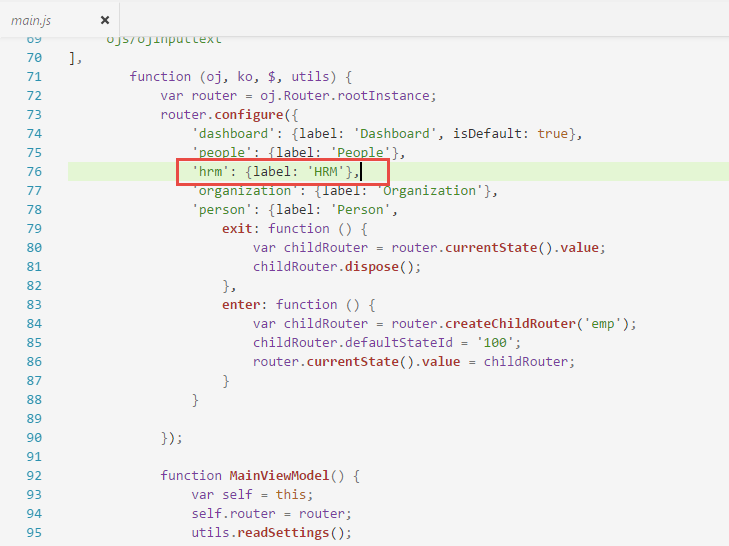 main.js ×
69 ojs/ojinputtext
70 ],
71 function (oj, ko, $, utils) {
72 var router = oj.Router.rootInstance;
73 router.configure({
74 'dashboard': {label: 'Dashboard', isDefault: true},
75 'people': {label: 'People'},
76 'hrm': {label: 'HRM'},
77 'organization': {label: 'Organization'},
78 'person': {label: 'Person',
79 exit: function () {
80 var childRouter = router.currentState().value;
81 childRouter.dispose();
82 },
83 enter: function () {
84 var childRouter = router.createChildRouter('emp');
85 childRouter.defaultStateId = '100';
86 router.currentState().value = childRouter;
87 }
88 }
89
90 });
91
92 function MainViewModel() {
93 var self = this;
94 self.router = router;
95 utils.readSettings();